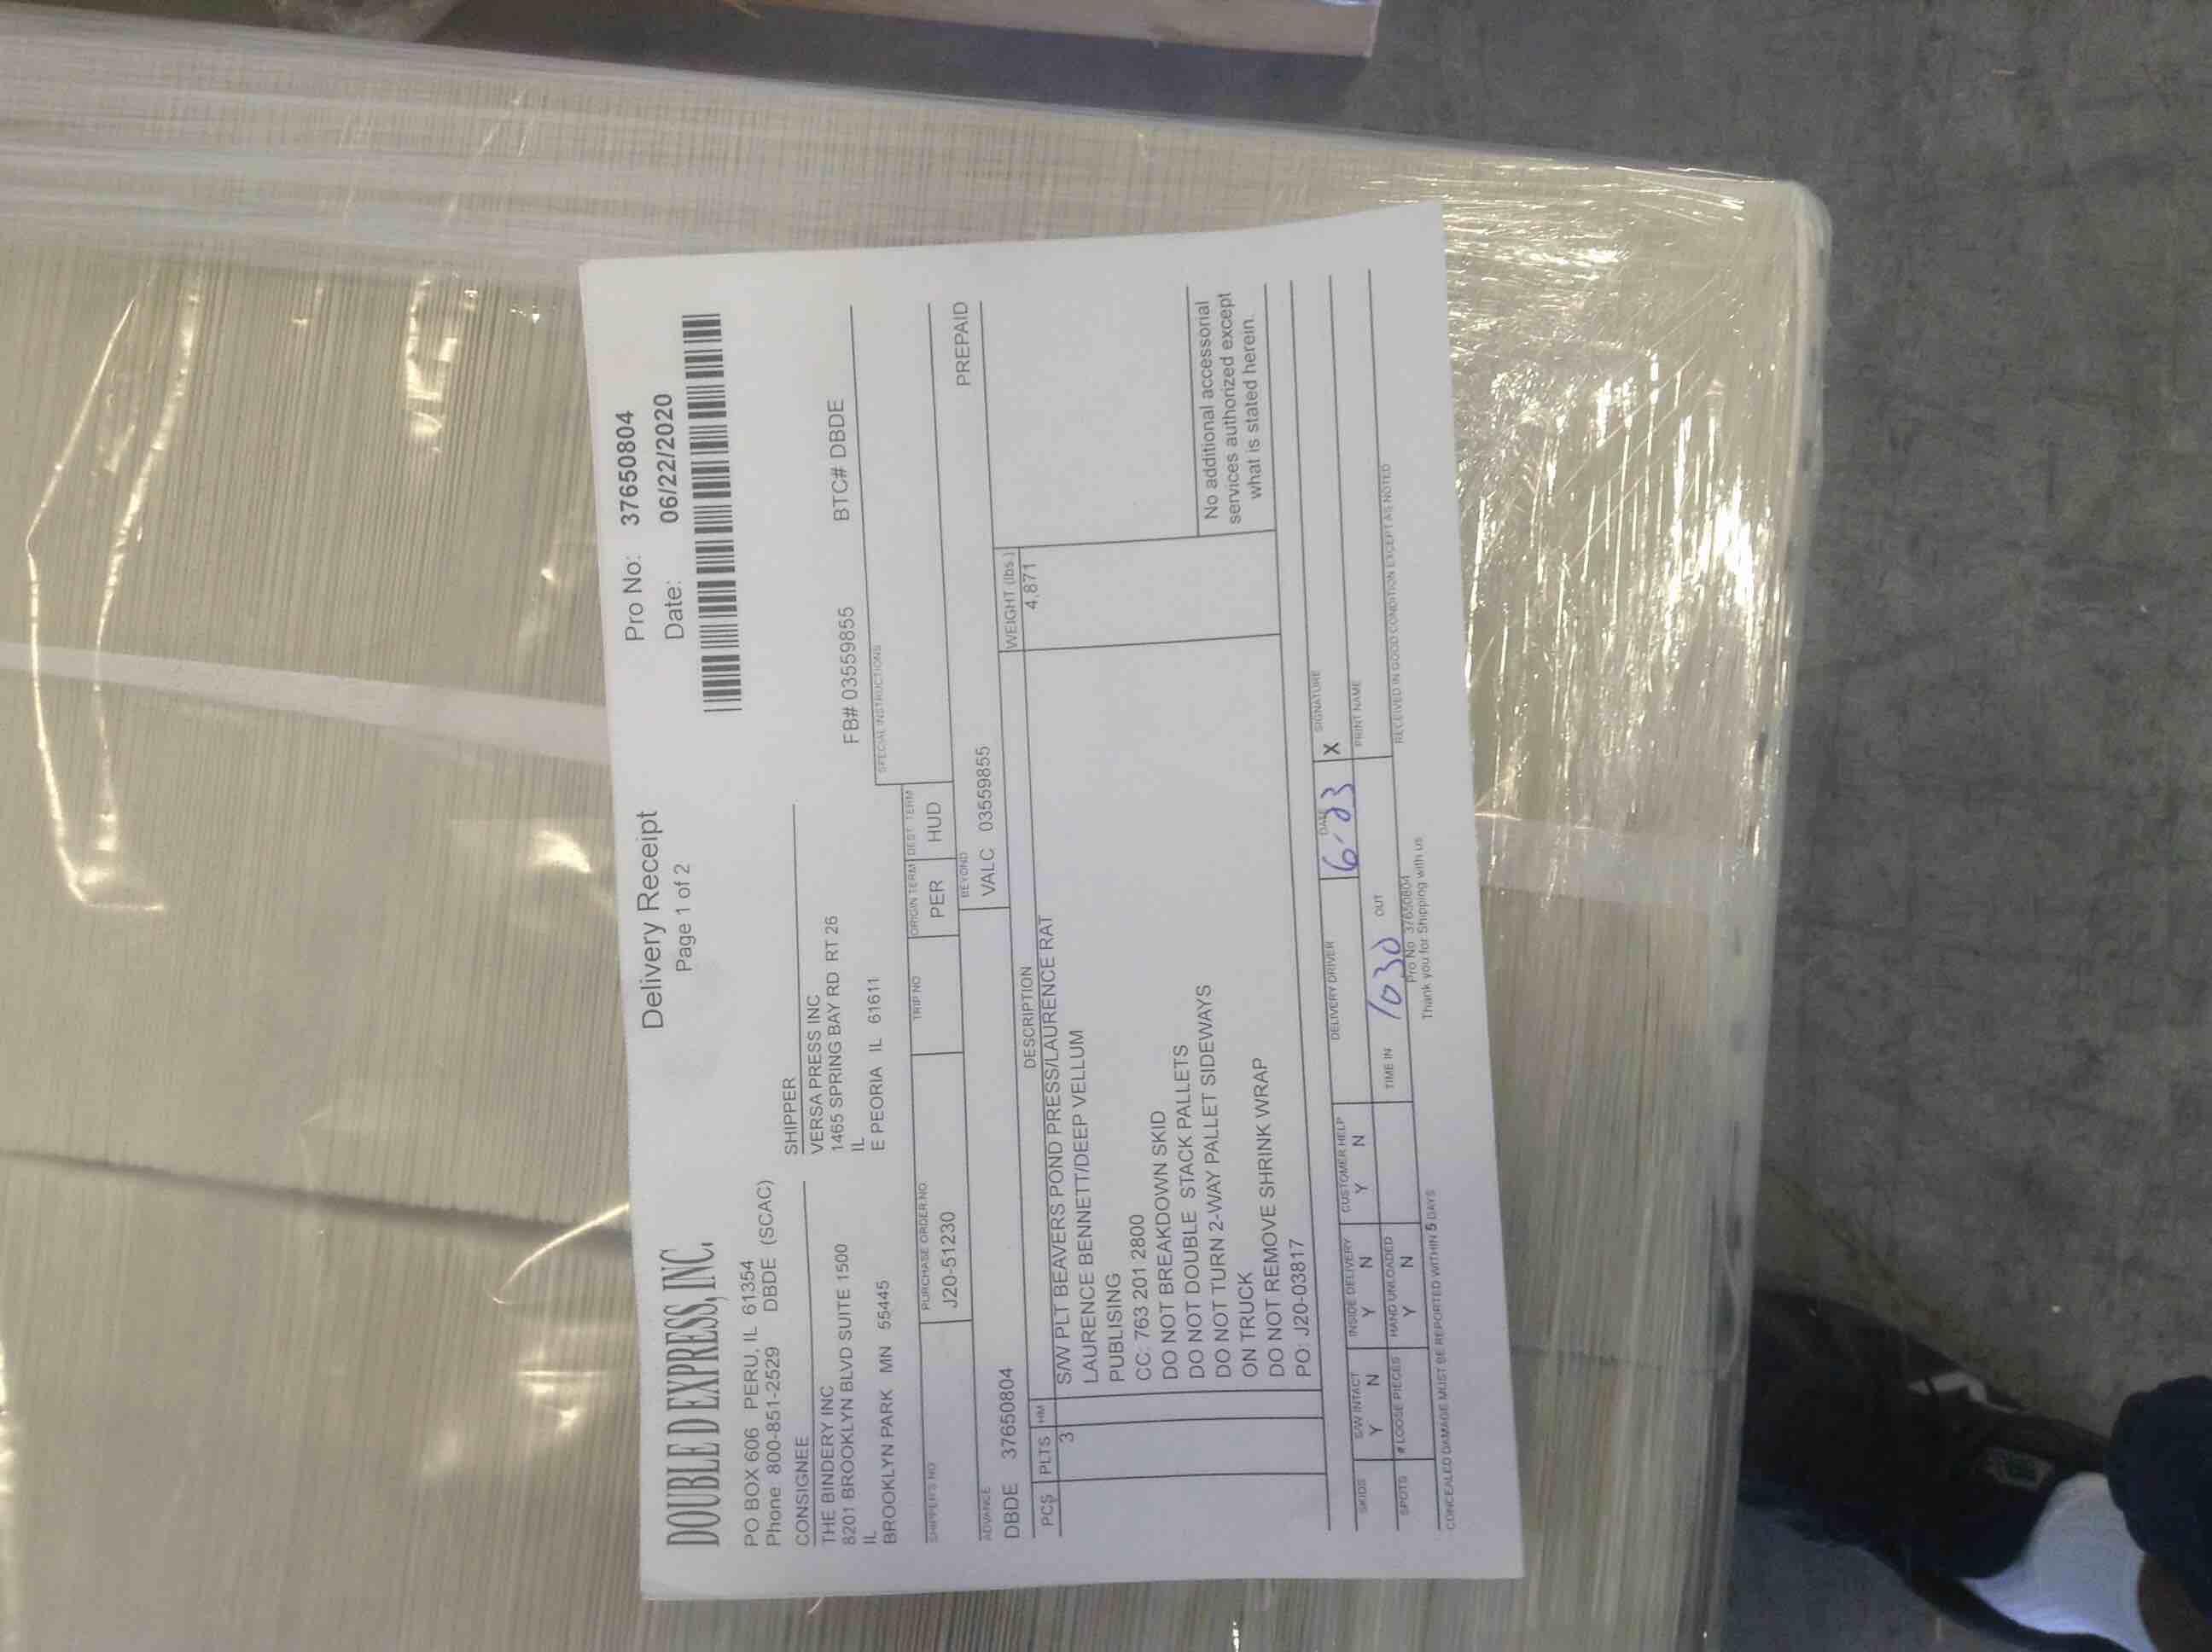 DOUBLE D EXPRESS, INC.
Delivery Receipt
Page 1 of 2
Pro No: 37650804
Date: 06/22/2020
PO BOX 606 PERU, IL 61354
Phone 800-851-2529 DBDE (SCAC)
CONSIGNEE
THE BINDERY INC
8201 BROOKLYN BLVD SUITE 1500
IL
BROOKLYN PARK MN 55445
SHIPPER
VERSA PRESS INC
1465 SPRING BAY RD RT 26
IL
E PEORIA IL 61611
FB# 03559855 BTC# DBDE
SPECIAL INSTRUCTIONS
SHIPPER'S NO
PURCHASE ORDER NO
J20-51230
TRIP NO
ORIGIN TERM
PER
DEST TERM
HUD
PREPAID
ADVANCE
DBDE 37650804
BEYOND
VALC 03559855
PCS PLTS HM DESCRIPTION WEIGHT (lbs.)
3 S/W PLT BEAVERS POND PRESS/LAURENCE RAT 4,871
LAURENCE BENNETT/DEEP VELLUM
PUBLISING
CC: 763 201 2800
DO NOT BREAKDOWN SKID
DO NOT DOUBLE STACK PALLETS
DO NOT TURN 2-WAY PALLET SIDEWAYS
ON TRUCK
DO NOT REMOVE SHRINK WRAP
PO: J20-03817
No additional accessorial
services authorized except
what is stated herein.
SKIDS S/W INTACT INSIDE DELIVERY CUSTOMER HELP DELIVERY DRIVER DATE SIGNATURE
Y N Y N Y N 6-23 X
SPOTS # LOOSE PIECES HAND UNLOADED TIME IN 1030 OUT PRINT NAME
Y N
CONCEALED DAMAGE MUST BE REPORTED WITHIN 5 DAYS
Pro No 37650804
Thank you for Shipping with us
RECEIVED IN GOOD CONDITION EXCEPT AS NOTED